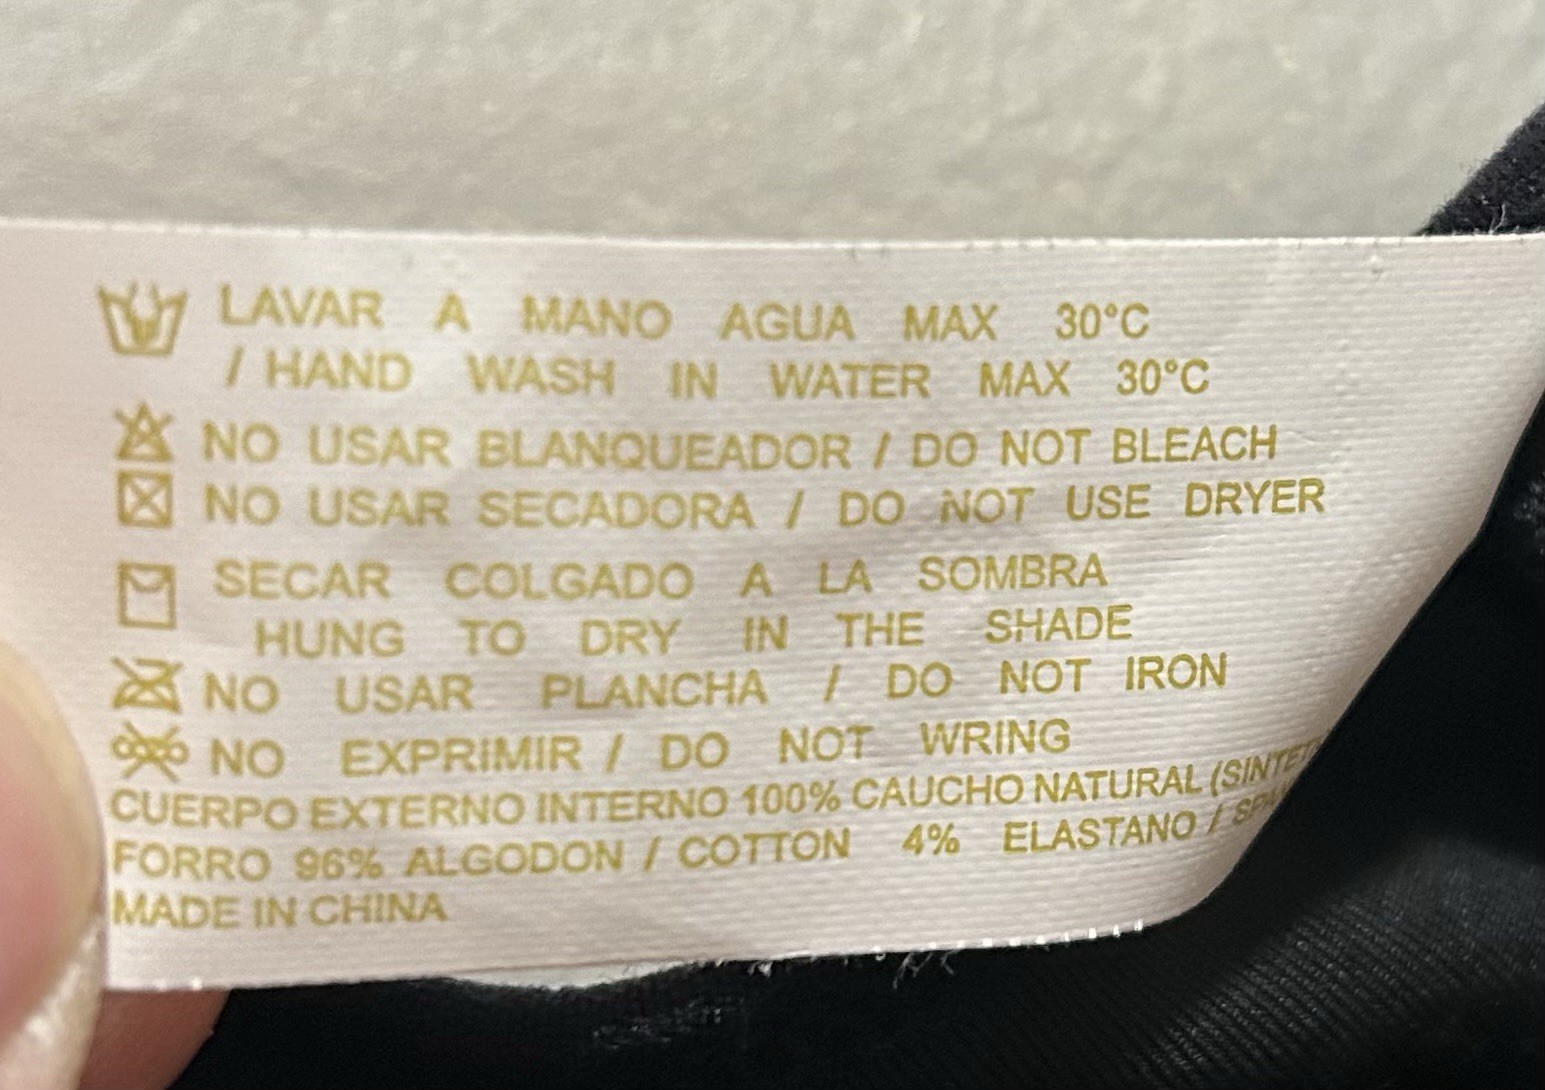 LAVAR A MANO AGUA MAX 30°C
/ HAND WASH IN WATER MAX 30°C
NO USAR BLANQUEADOR / DO NOT BLEACH
NO USAR SECADORA / DO NOT USE DRYER
SECAR COLGADO A LA SOMBRA
HUNG TO DRY IN THE SHADE
NO USAR PLANCHA / DO NOT IRON
NO EXPRIMIR / DO NOT WRING
CUERPO EXTERNO INTERNO 100% CAUCHO NATURAL
FORRO 96% ALGODON / COTTON 4% ELASTANO /
MADE IN CHINA